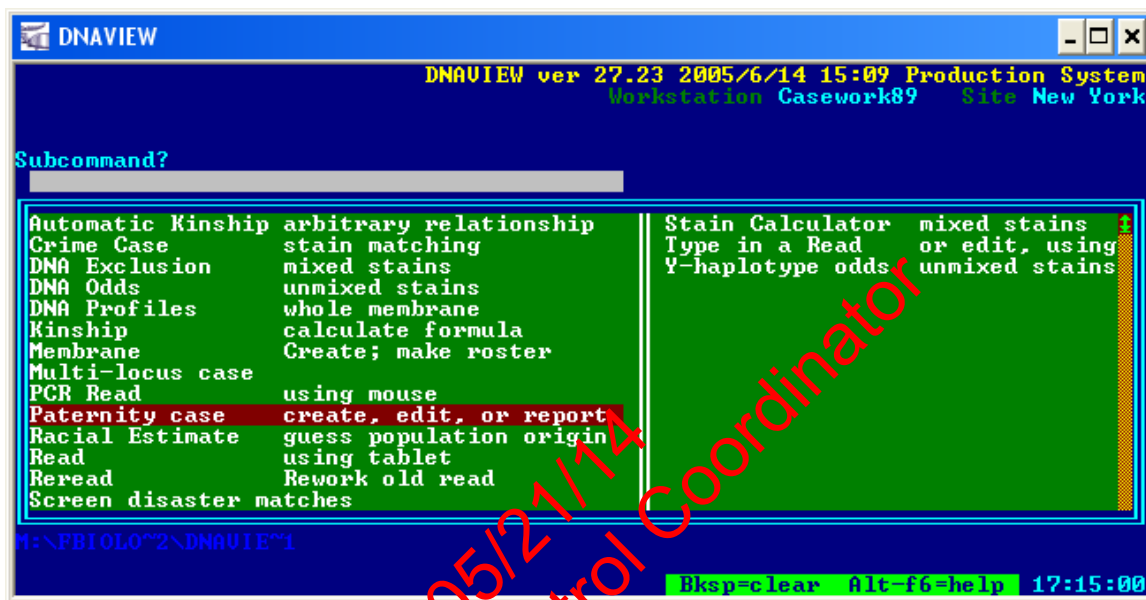 DNAVIEW
DNAVIEW ver 27.23 2005/6/14 15:09 Production System
Workstation Casework89 Site New York
Subcommand?
Automatic Kinship arbitrary relationship
Crime Case stain matching
DNA Exclusion mixed stains
DNA Odds unmixed stains
DNA Profiles whole membrane
Kinship calculate formula
Membrane Create; make roster
Multi-locus case
PCR Read using mouse
Paternity case create, edit, or report
Racial Estimate guess population origin
Read using tablet
Reread Rework old read
Screen disaster matches
Stain Calculator mixed stains
Type in a Read or edit, using
Y-haplotype odds unmixed stains
M:\FBIOLO~2\DNAVIE~1
Bksp=clear Alt-f6=help 17:15:00
05/21/14
Coordinator